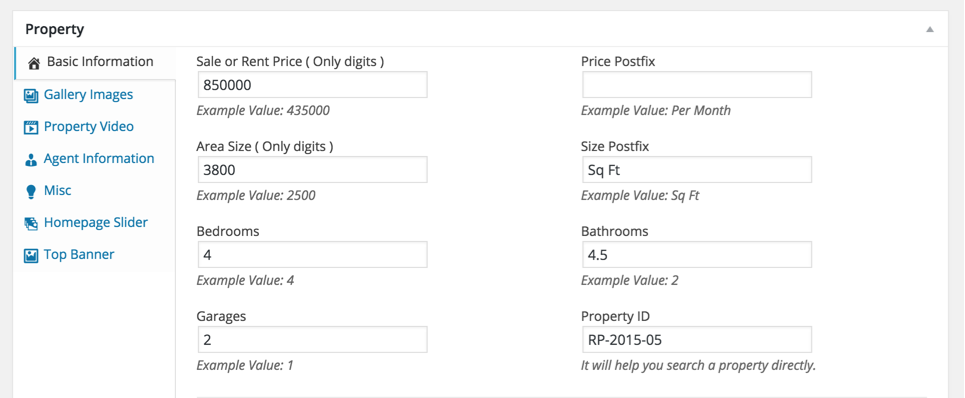 Property
Basic Information
Gallery Images
Property Video
Agent Information
Misc
Homepage Slider
Top Banner
Sale or Rent Price ( Only digits )
850000
Example Value: 435000
Price Postfix
Example Value: Per Month
Area Size ( Only digits )
3800
Example Value: 2500
Size Postfix
Sq Ft
Example Value: Sq Ft
Bedrooms
4
Example Value: 4
Bathrooms
4.5
Example Value: 2
Garages
2
Example Value: 1
Property ID
RP-2015-05
It will help you search a property directly.